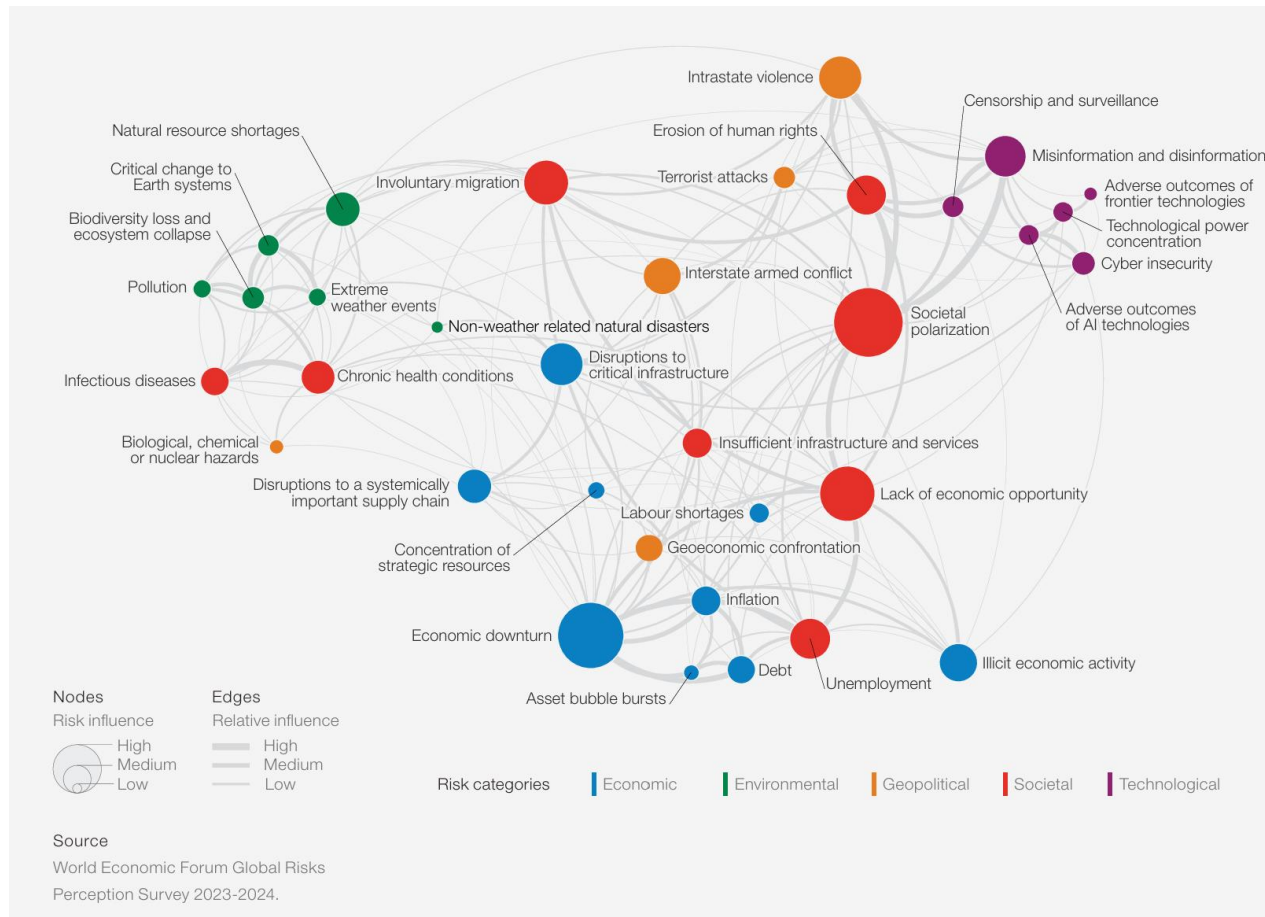 Intrastate violence
Censorship and surveillance
Natural resource shortages
Erosion of human rights
Misinformation and disinformation
Critical change to
Earth systems
Involuntary migration
Terrorist attacks
Adverse outcomes of
frontier technologies
Biodiversity loss and
ecosystem collapse
Technological power
concentration
Pollution
Extreme
weather events
Interstate armed conflict
Cyber insecurity
Non-weather related natural disasters
Societal
polarization
Adverse outcomes
of AI technologies
Disruptions to
critical infrastructure
Infectious diseases
Chronic health conditions
Biological, chemical
or nuclear hazards
Insufficient infrastructure and services
Disruptions to a systemically
important supply chain
Lack of economic opportunity
Labour shortages
Concentration of
strategic resources
Geoeconomic confrontation
Inflation
Economic downturn
Debt
Illicit economic activity
Asset bubble bursts
Unemployment
Nodes
Risk influence
High
Medium
Low
Edges
Relative influence
High
Medium
Low
Risk categories
Economic
Environmental
Geopolitical
Societal
Technological
Source
World Economic Forum Global Risks
Perception Survey 2023-2024.